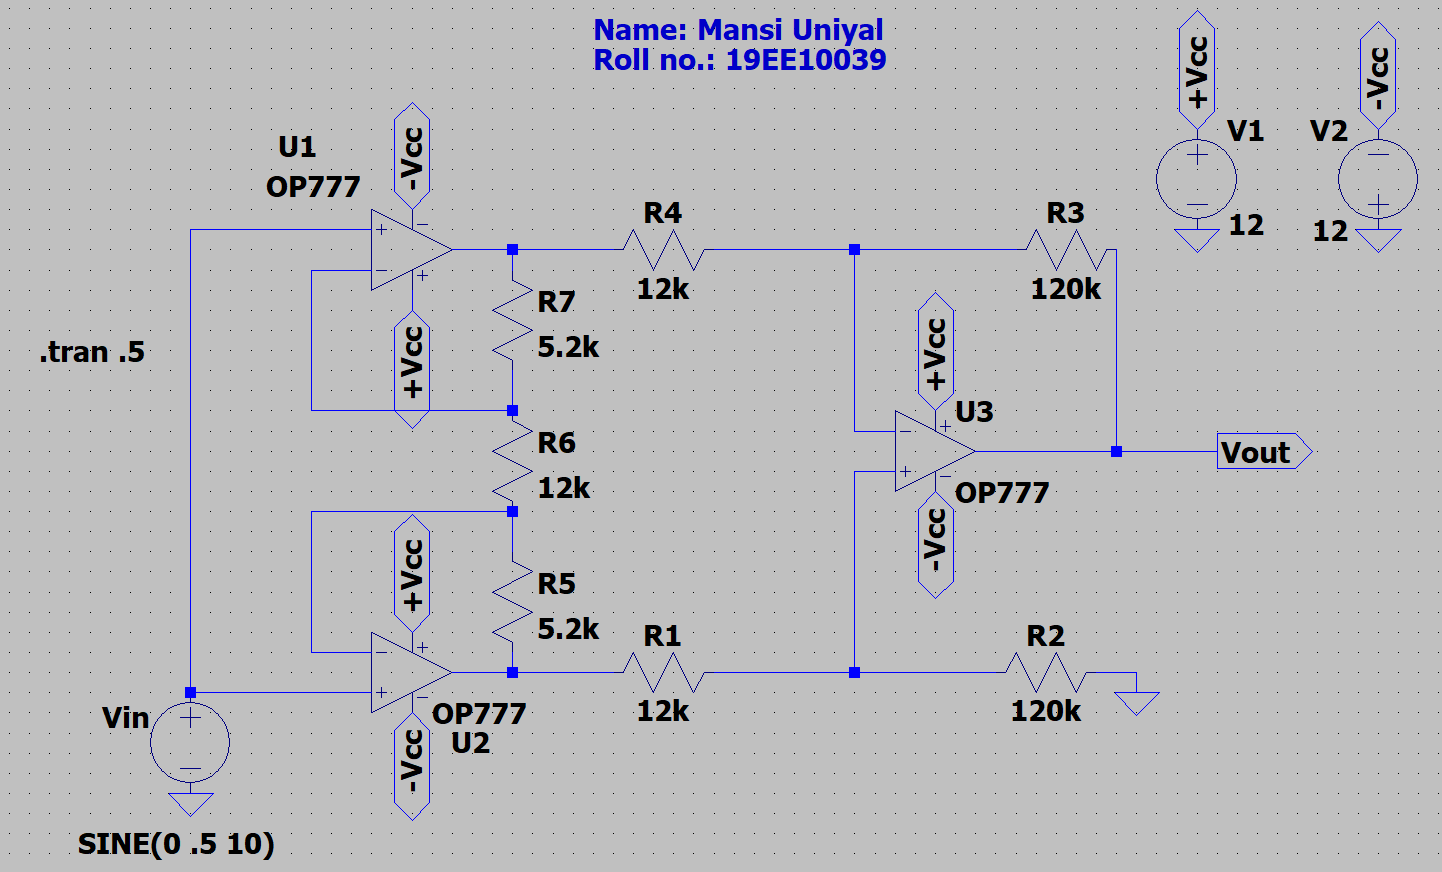 Name: Mansi Uniyal
Roll no.: 19EE10039
+Vcc
-Vcc
V1
V2
12
12
U1
OP777
-Vcc
+Vcc
R4
12k
R3
120k
R7
5.2k
.tran .5
+Vcc
U3
OP777
-Vcc
Vout
R6
12k
+Vcc
R5
5.2k
R1
12k
R2
120k
Vin
OP777
U2
-Vcc
SINE(0 .5 10)